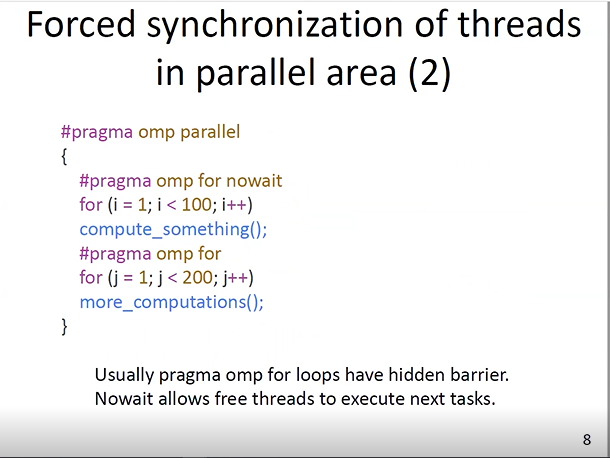 Forced synchronization of threads
in parallel area (2)
#pragma omp parallel
{
#pragma omp for nowait
for (i = 1; i < 100; i++)
compute_something();
#pragma omp for
for (j = 1; j < 200; j++)
more_computations();
}
Usually pragma omp for loops have hidden barrier.
Nowait allows free threads to execute next tasks.
8